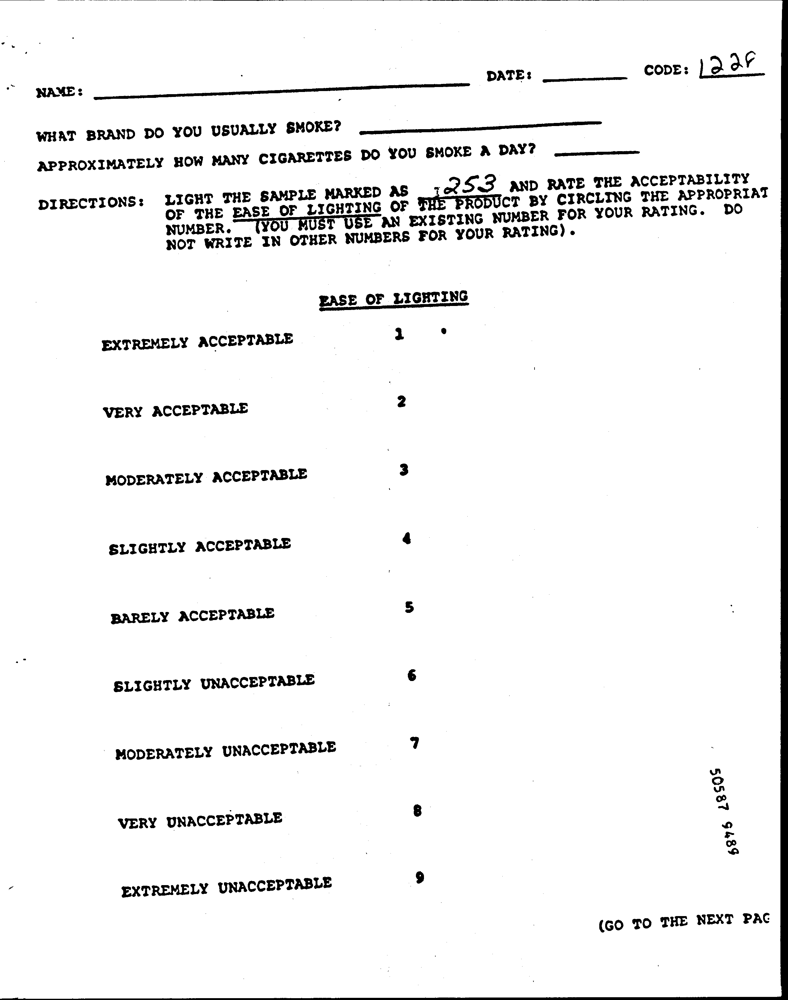 DATE: CODE: 122F
NAME:
WHAT BRAND DO YOU USUALLY SMOKE?
APPROXIMATELY HOW MANY CIGARETTES DO YOU SMOKE A DAY?
DIRECTIONS: LIGHT THE SAMPLE MARKED AS 1253 AND RATE THE ACCEPTABILITY
OF THE EASE OF LIGHTING OF THE PRODUCT BY CIRCLING THE APPROPRIAT
NUMBER. (YOU MUST USE AN EXISTING NUMBER FOR YOUR RATING. DO
NOT WRITE IN OTHER NUMBERS FOR YOUR RATING).
EASE OF LIGHTING
EXTREMELY ACCEPTABLE 1
VERY ACCEPTABLE 2
MODERATELY ACCEPTABLE 3
SLIGHTLY ACCEPTABLE 4
BARELY ACCEPTABLE 5
SLIGHTLY UNACCEPTABLE 6
MODERATELY UNACCEPTABLE 7
VERY UNACCEPTABLE 8
EXTREMELY UNACCEPTABLE 9
50587 9489
(GO TO THE NEXT PAG